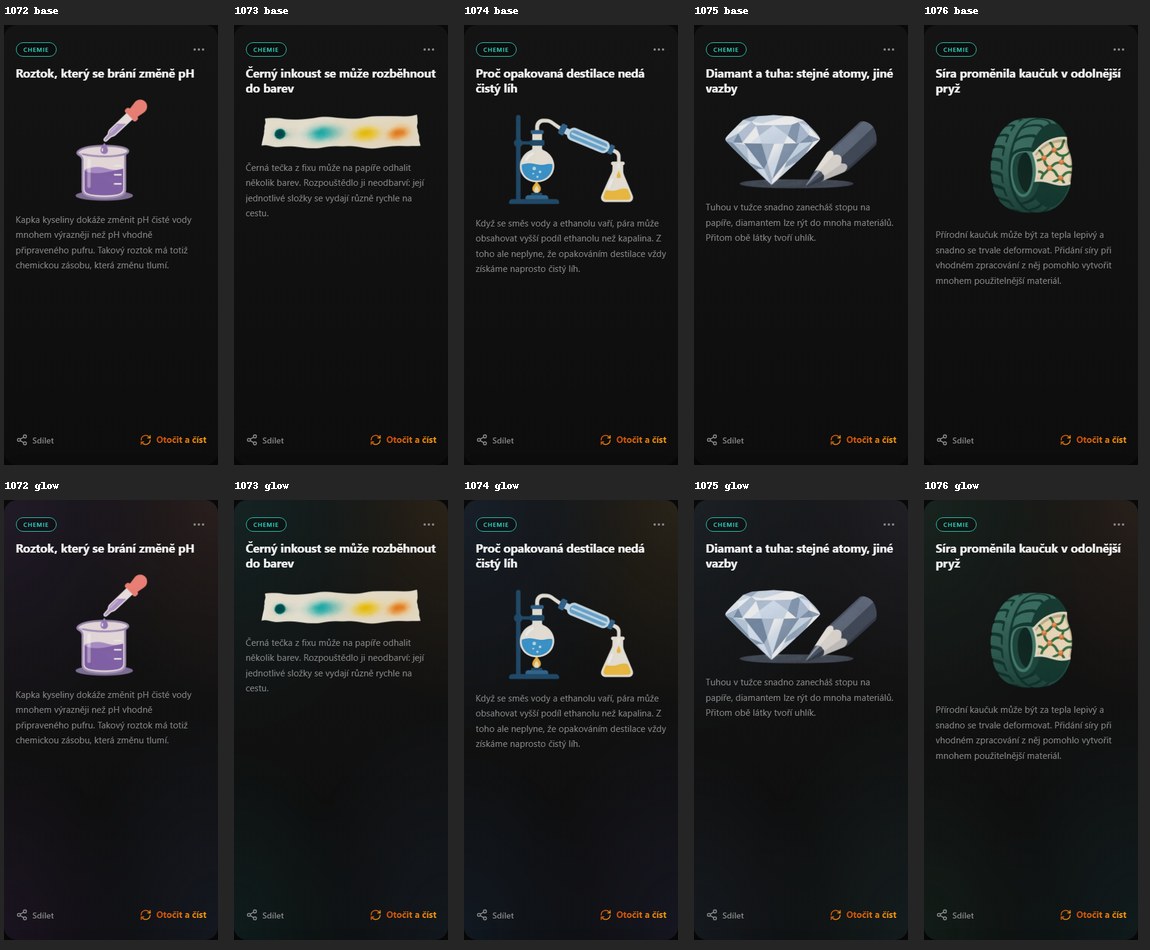 1072 base
CHEMIE
Roztok, který se brání změně pH
Kapka kyseliny dokáže změnit pH čisté vody
mnohem výrazněji než pH vhodně
připraveného pufru. Takový roztok má totiž
chemickou zásobu, která změnu tlumí.
Sdílet
Otočit a číst
1073 base
CHEMIE
Černý inkoust se může rozběhnout
do barev
Černá tečka z fixu může na papíře odhalit
několik barev. Rozpouštědlo ji neodbarví: její
jednotlivé složky se vydají různě rychle na
cestu.
Sdílet
Otočit a číst
1074 base
CHEMIE
Proč opakovaná destilace nedá
čistý líh
Když se směs vody a ethanolu vaří, pára může
obsahovat vyšší podíl ethanolu než kapalina. Z
toho ale neplyne, že opakováním destilace vždy
získáme naprosto čistý líh.
Sdílet
Otočit a číst
1075 base
CHEMIE
Diamant a tuha: stejné atomy, jiné
vazby
Tuhou v tužce snadno zanecháš stopu na
papíře, diamantem lze rýt do mnoha materiálů.
Přitom obě látky tvoří uhlík.
Sdílet
Otočit a číst
1076 base
CHEMIE
Síra proměnila kaučuk v odolnější
pryž
Přírodní kaučuk může být za tepla lepivý a
snadno se trvale deformovat. Přidání síry při
vhodném zpracování z něj pomohlo vytvořit
mnohem použitelnější materiál.
Sdílet
Otočit a číst
1072 glow
CHEMIE
Roztok, který se brání změně pH
Kapka kyseliny dokáže změnit pH čisté vody
mnohem výrazněji než pH vhodně
připraveného pufru. Takový roztok má totiž
chemickou zásobu, která změnu tlumí.
Sdílet
Otočit a číst
1073 glow
CHEMIE
Černý inkoust se může rozběhnout
do barev
Černá tečka z fixu může na papíře odhalit
několik barev. Rozpouštědlo ji neodbarví: její
jednotlivé složky se vydají různě rychle na
cestu.
Sdílet
Otočit a číst
1074 glow
CHEMIE
Proč opakovaná destilace nedá
čistý líh
Když se směs vody a ethanolu vaří, pára může
obsahovat vyšší podíl ethanolu než kapalina. Z
toho ale neplyne, že opakováním destilace vždy
získáme naprosto čistý líh.
Sdílet
Otočit a číst
1075 glow
CHEMIE
Diamant a tuha: stejné atomy, jiné
vazby
Tuhou v tužce snadno zanecháš stopu na
papíře, diamantem lze rýt do mnoha materiálů.
Přitom obě látky tvoří uhlík.
Sdílet
Otočit a číst
1076 glow
CHEMIE
Síra proměnila kaučuk v odolnější
pryž
Přírodní kaučuk může být za tepla lepivý a
snadno se trvale deformovat. Přidání síry při
vhodném zpracování z něj pomohlo vytvořit
mnohem použitelnější materiál.
Sdílet
Otočit a číst